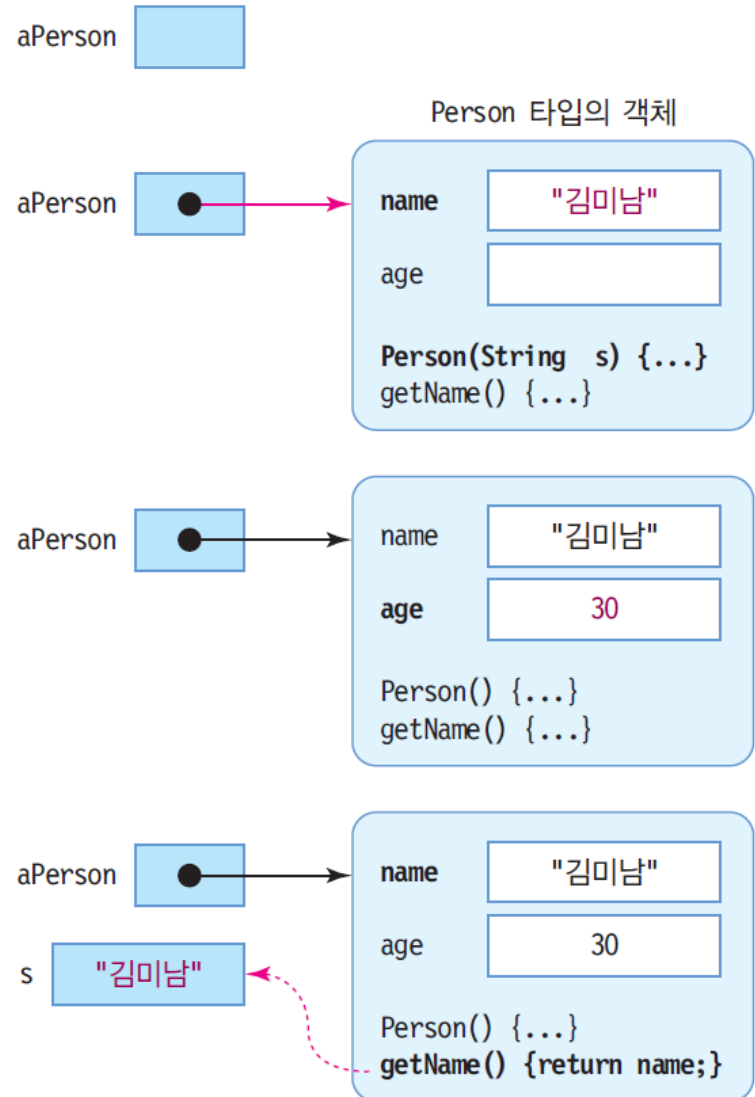 aPerson
Person 타입의 객체
aPerson
name "김미남"
age
Person(String s) {...}
getName() {...}
aPerson
name "김미남"
age 30
Person() {...}
getName() {...}
aPerson
name "김미남"
s "김미남"
age 30
Person() {...}
getName() {return name;}